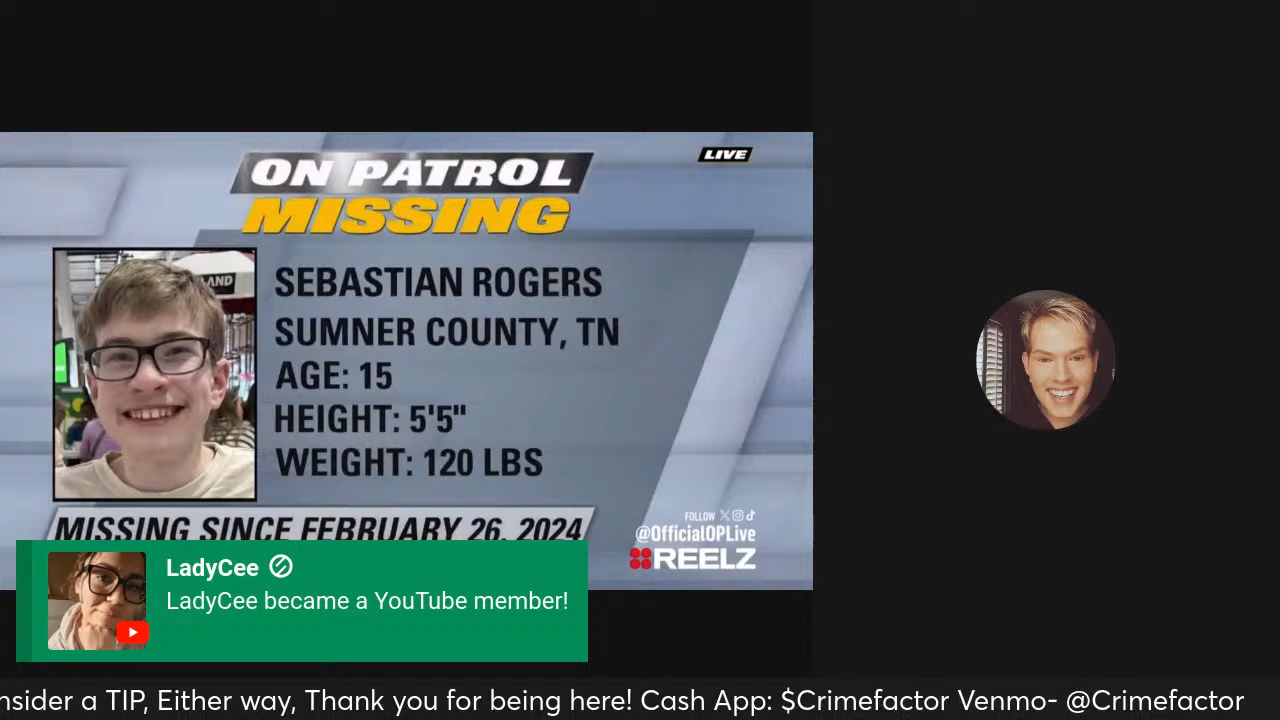 LIVE
ON PATROL
MISSING
LAND
SEBASTIAN ROGERS
SUMNER COUNTY, TN
AGE: 15
HEIGHT: 5'5"
WEIGHT: 120 LBS
MISSING SINCE FEBRUARY 26, 2024
FOLLOW
@OfficialOPLive
REELZ
LadyCee
LadyCee became a YouTube member!
nsider a TIP, Either way, Thank you for being here! Cash App: $Crimefactor Venmo- @Crimefactor